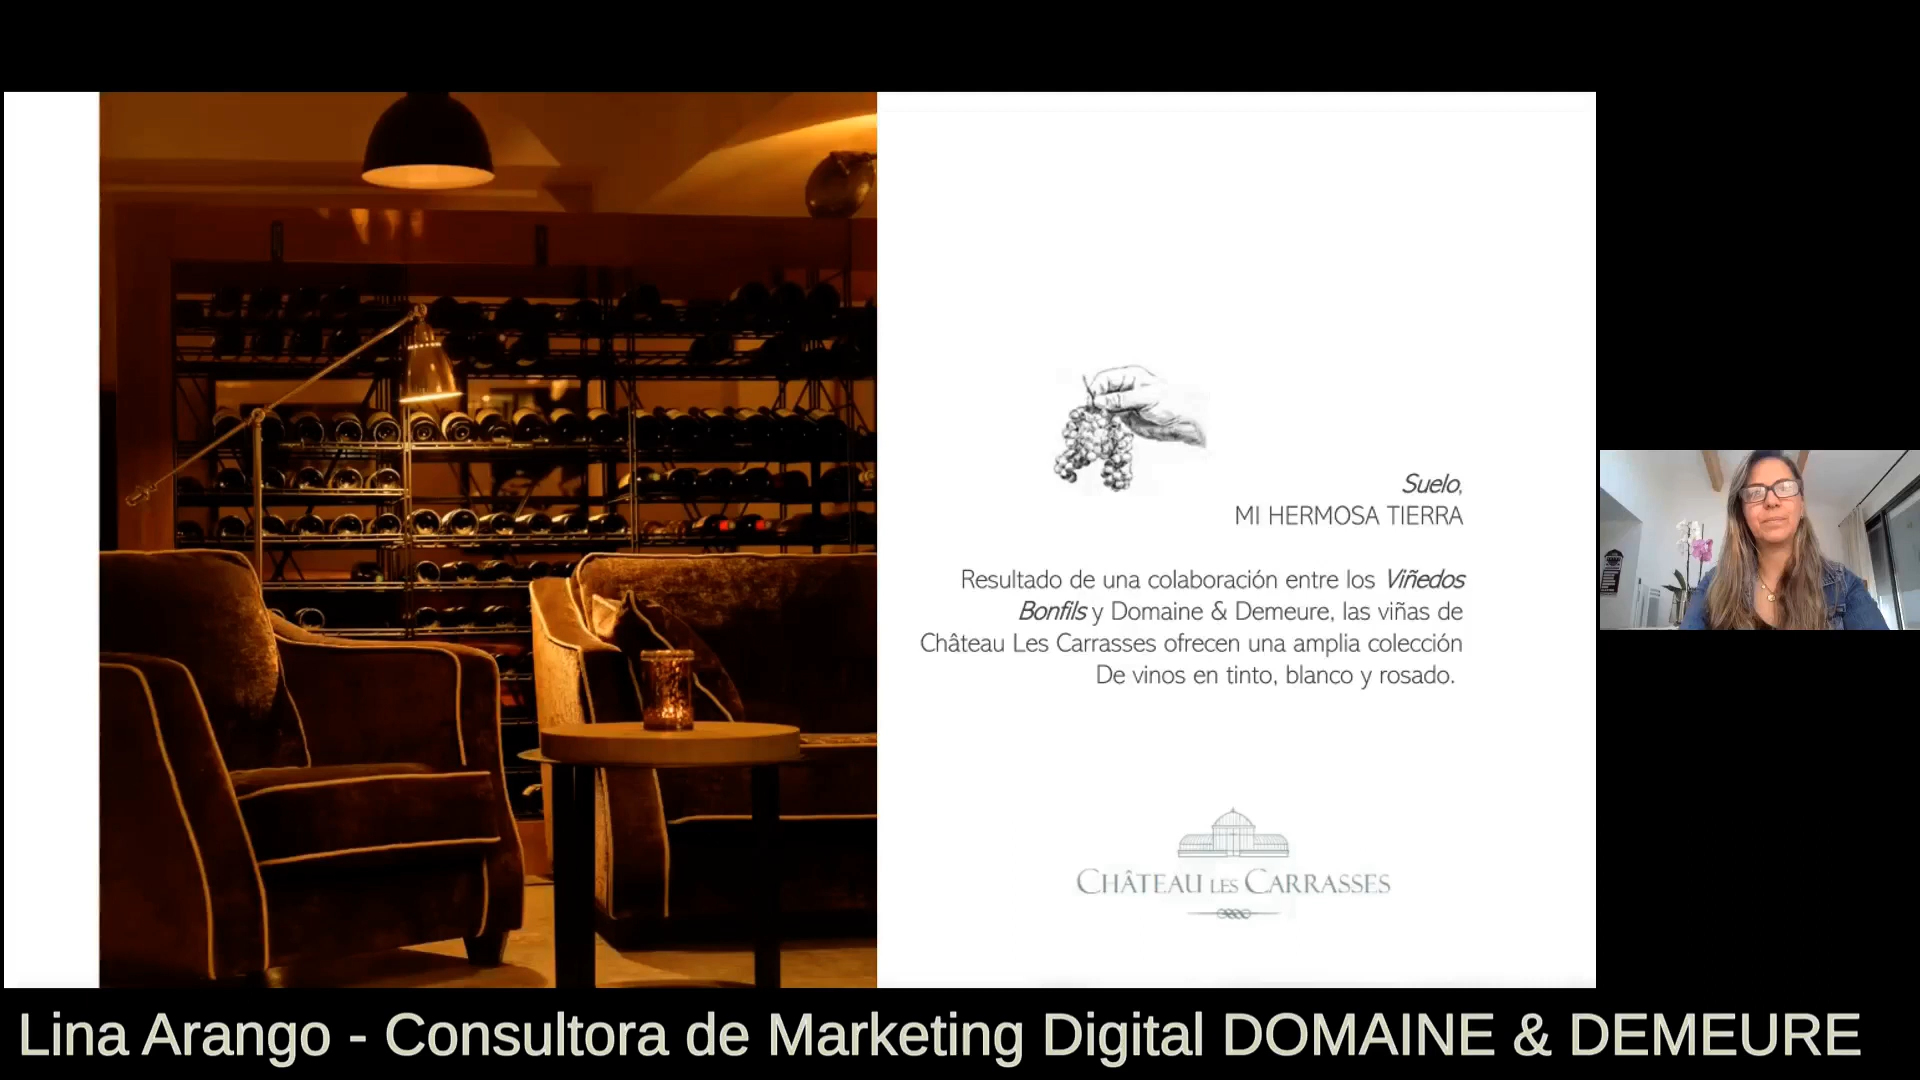 Suelo,
MI HERMOSA TIERRA
Resultado de una colaboración entre los Viñedos
Bonfils y Domaine & Demeure, las viñas de
Château Les Carrasses ofrecen una amplia colección
De vinos en tinto, blanco y rosado.
CHÂTEAU LES CARRASSES
Lina Arango - Consultora de Marketing Digital DOMAINE & DEMEURE